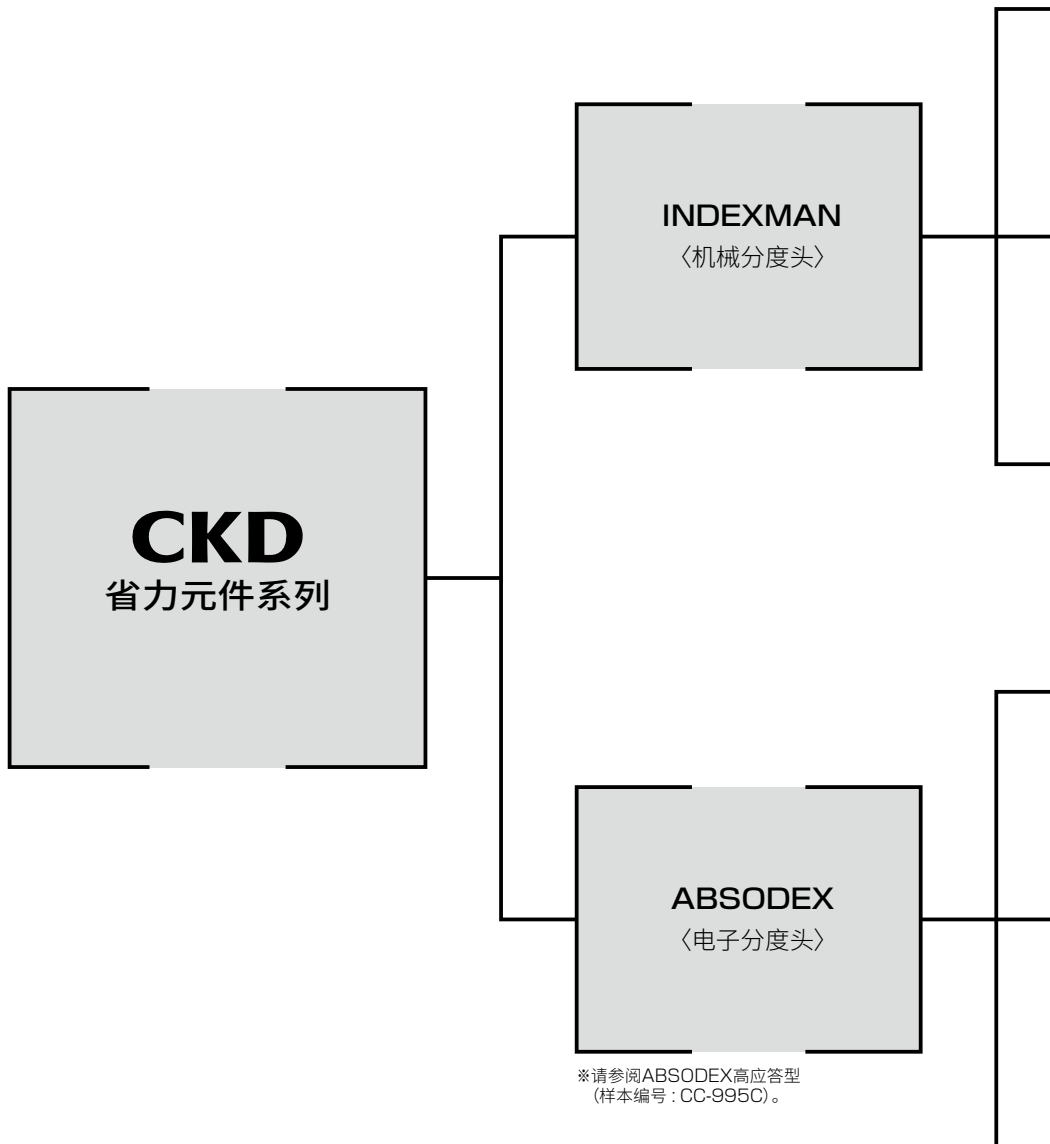 INDEXMAN
〈机械分度头〉
CKD
省力元件系列
ABSODEX
〈电子分度头〉
※请参阅ABSODEX高应答型
(样本编号 : CC-995C)。